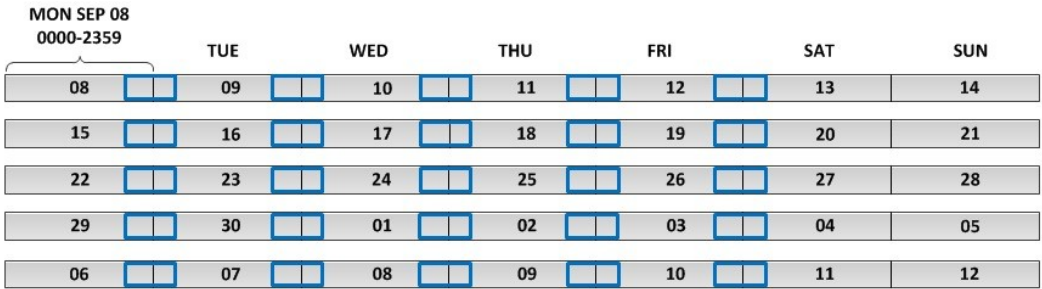 MON SEP 08
0000-2359
TUE WED THU FRI SAT SUN
08 09 10 11 12 13 14
15 16 17 18 19 20 21
22 23 24 25 26 27 28
29 30 01 02 03 04 05
06 07 08 09 10 11 12